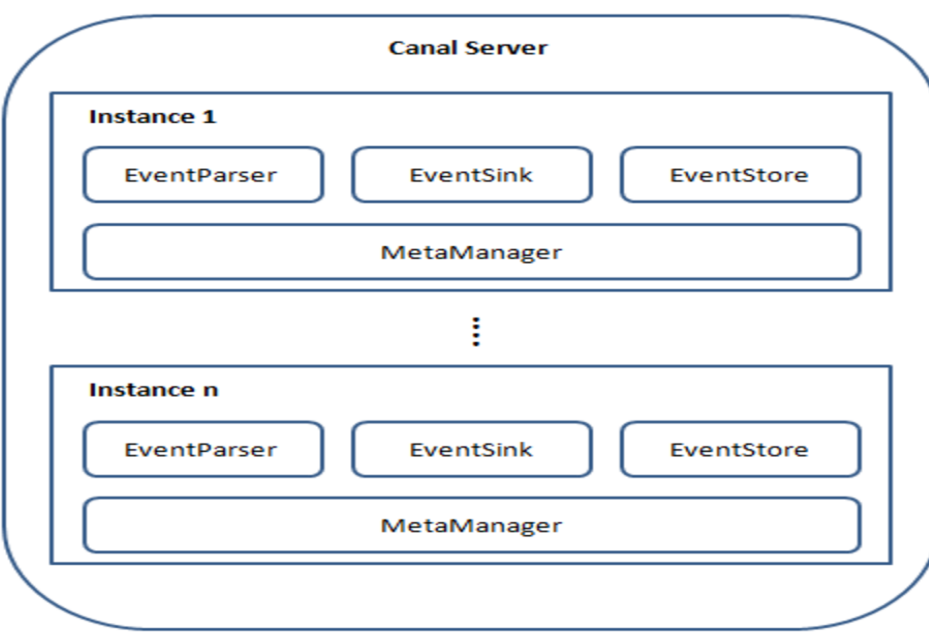 Canal Server
Instance 1
EventParser EventSink EventStore
MetaManager
Instance n
EventParser EventSink EventStore
MetaManager